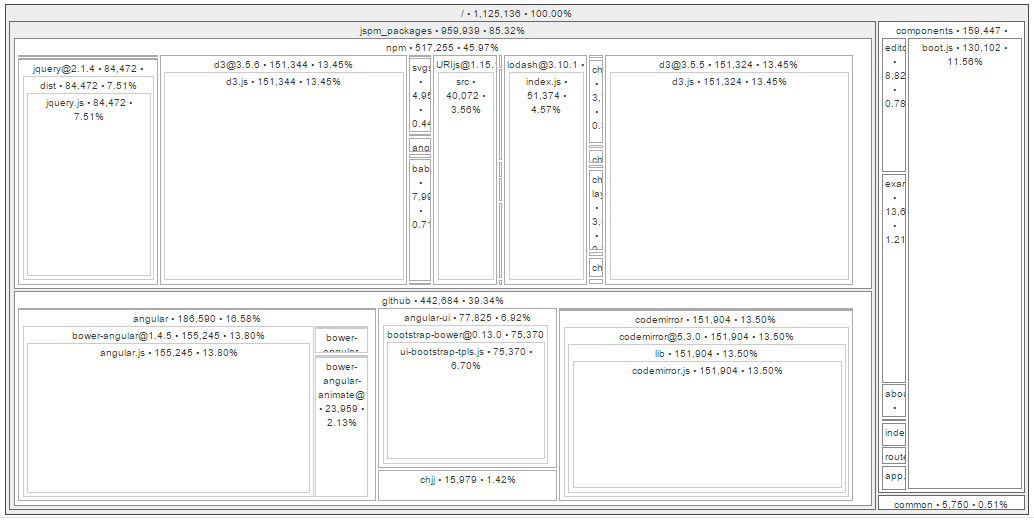 / • 1,125,136 • 100.00%
jspm_packages • 959,939 • 85.32%
npm • 517,255 • 45.97%
jquery@2.1.4 • 84,472 •
dist • 84,472 • 7.51%
jquery.js • 84,472 •
7.51%
d3@3.5.6 • 151,344 • 13.45%
d3.js • 151,344 • 13.45%
svgs
•
4,95
•
0.44
ang
bab
•
7,99
•
0.71
URIjs@1.15.
src •
40,072 •
3.56%
lodash@3.10.1 •
index.js •
51,374 •
4.57%
ch
•
3,
•
0.
ch
ch
lay
•
3,
•
ch
d3@3.5.5 • 151,324 • 13.45%
d3.js • 151,324 • 13.45%
github • 442,684 • 39.34%
angular • 186,590 • 16.58%
bower-angular@1.4.5 • 155,245 • 13.80%
angular.js • 155,245 • 13.80%
bower-
angular-
bower-
angular-
animate@
• 23,959 •
2.13%
angular-ui • 77,825 • 6.92%
bootstrap-bower@0.13.0 • 75,370
ui-bootstrap-tpls.js • 75,370 •
6.70%
chjj • 15,979 • 1.42%
codemirror • 151,904 • 13.50%
codemirror@5.3.0 • 151,904 • 13.50%
lib • 151,904 • 13.50%
codemirror.js • 151,904 • 13.50%
components • 159,447 •
edito
•
8,82
•
0.78
exar
•
13,6
•
1.21
abou
•
inde
route
app.
boot.js • 130,102 •
11.56%
common • 5,750 • 0.51%